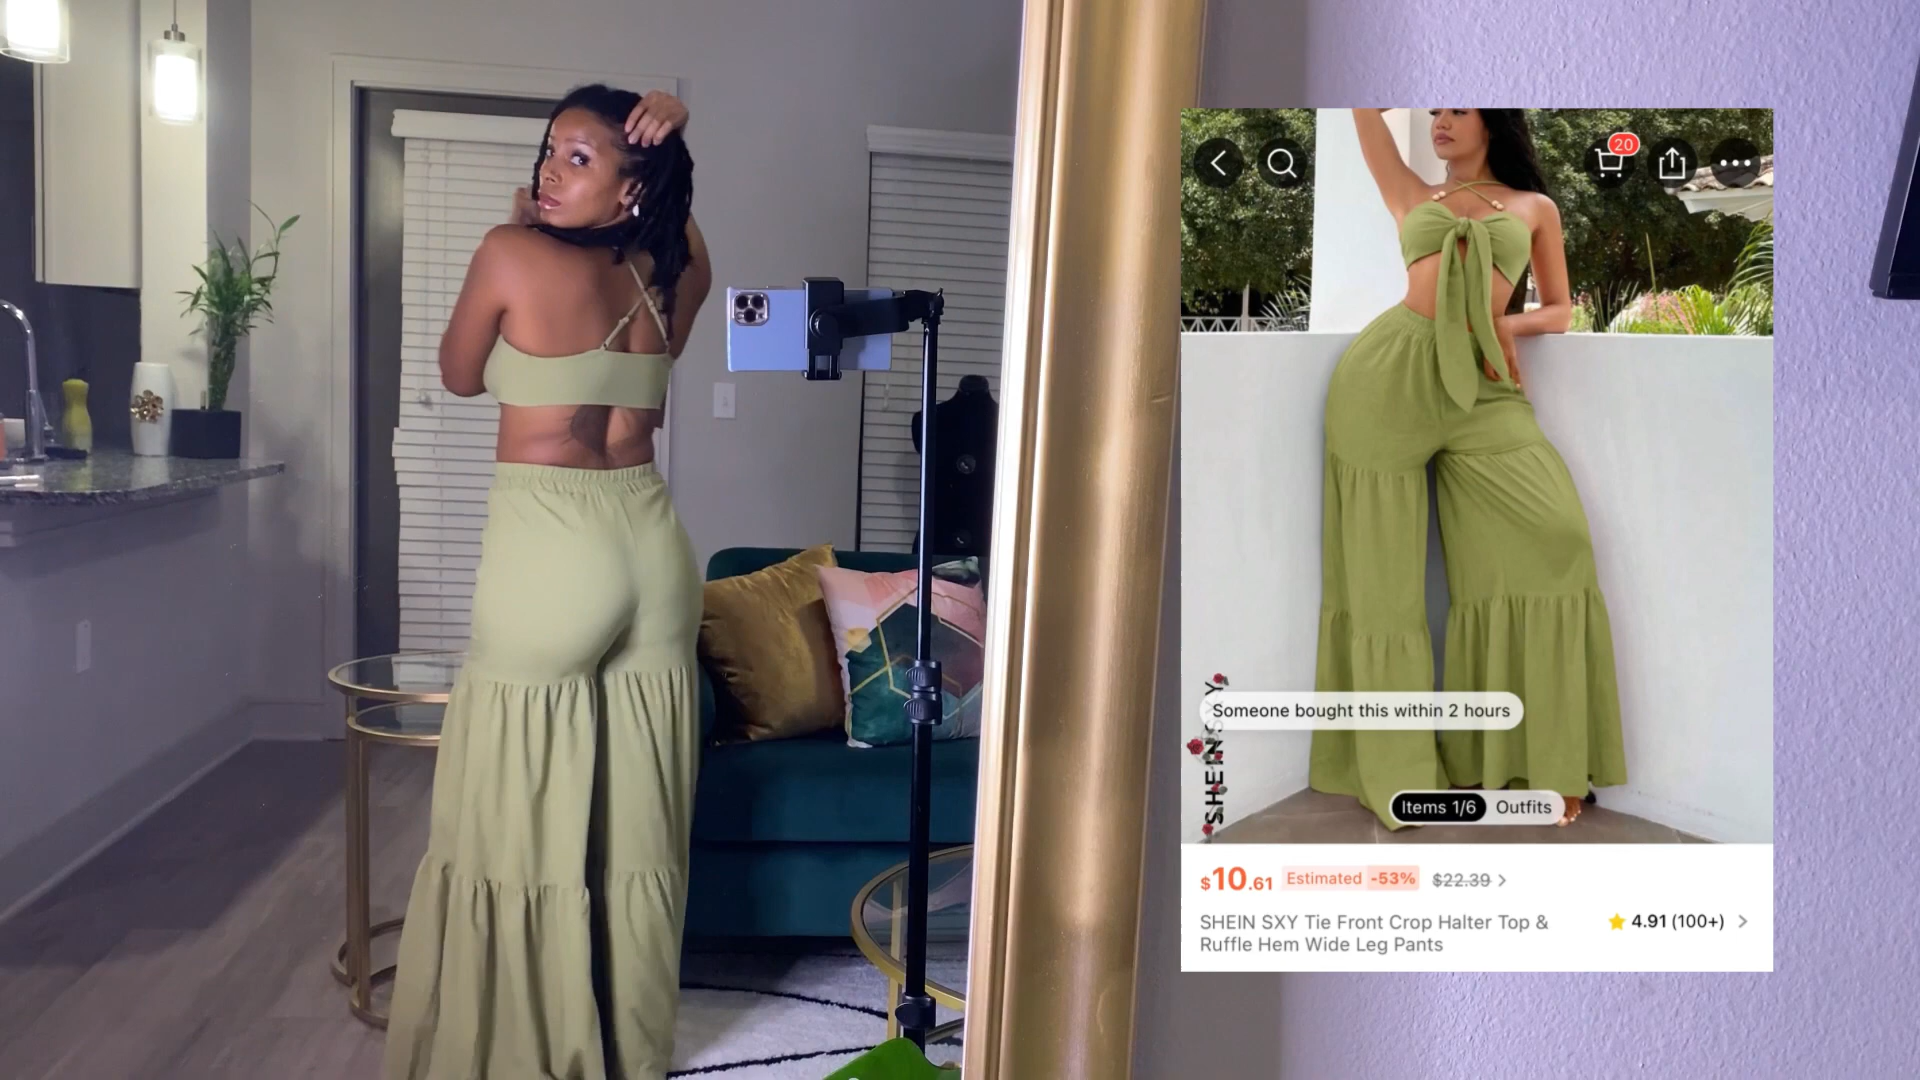 20
SHEIN SXY
Someone bought this within 2 hours
Items 1/6 Outfits
$10.61 Estimated -53% $22.39
SHEIN SXY Tie Front Crop Halter Top &
Ruffle Hem Wide Leg Pants
4.91 (100+)